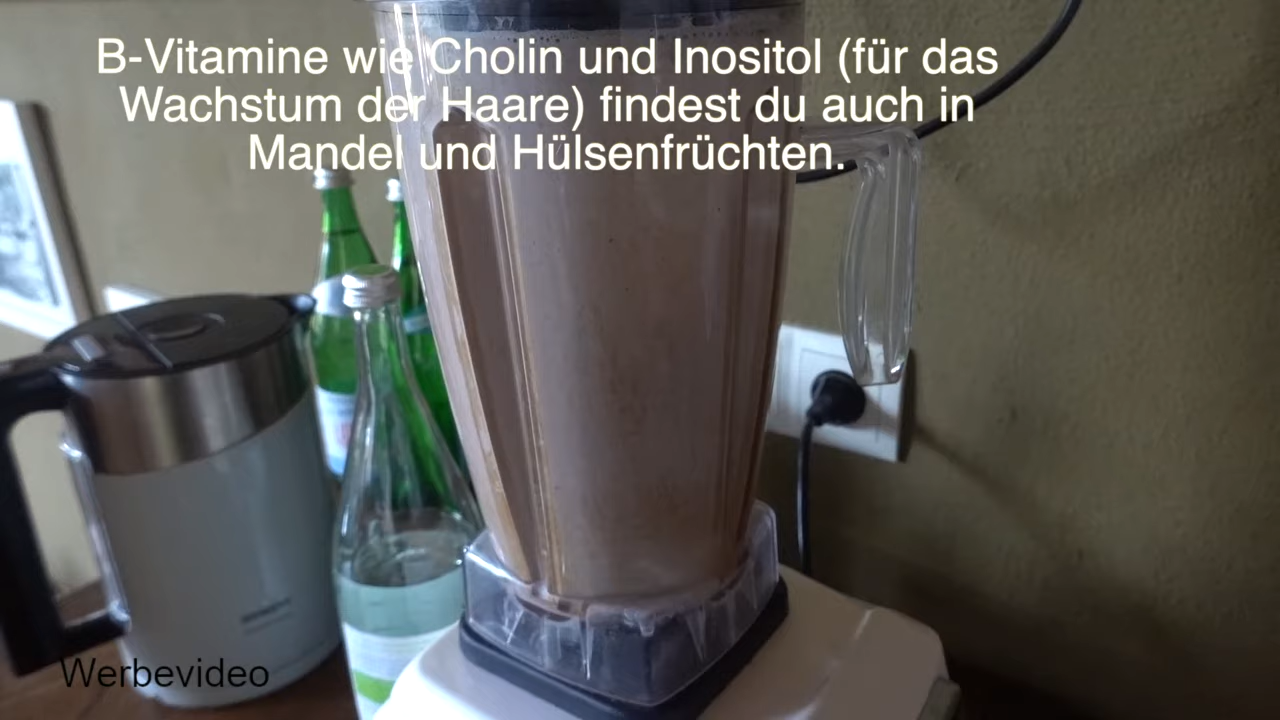 B-Vitamine wie Cholin und Inositol (für das
Wachstum der Haare) findest du auch in
Mandel und Hülsenfrüchten.
Werbevideo